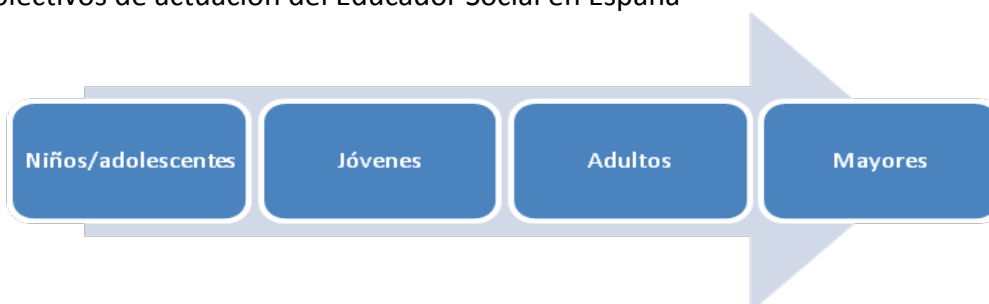 olectivos de actuación del Educador Social en España
Niños/adolescentes
Jóvenes
Adultos
Mayores